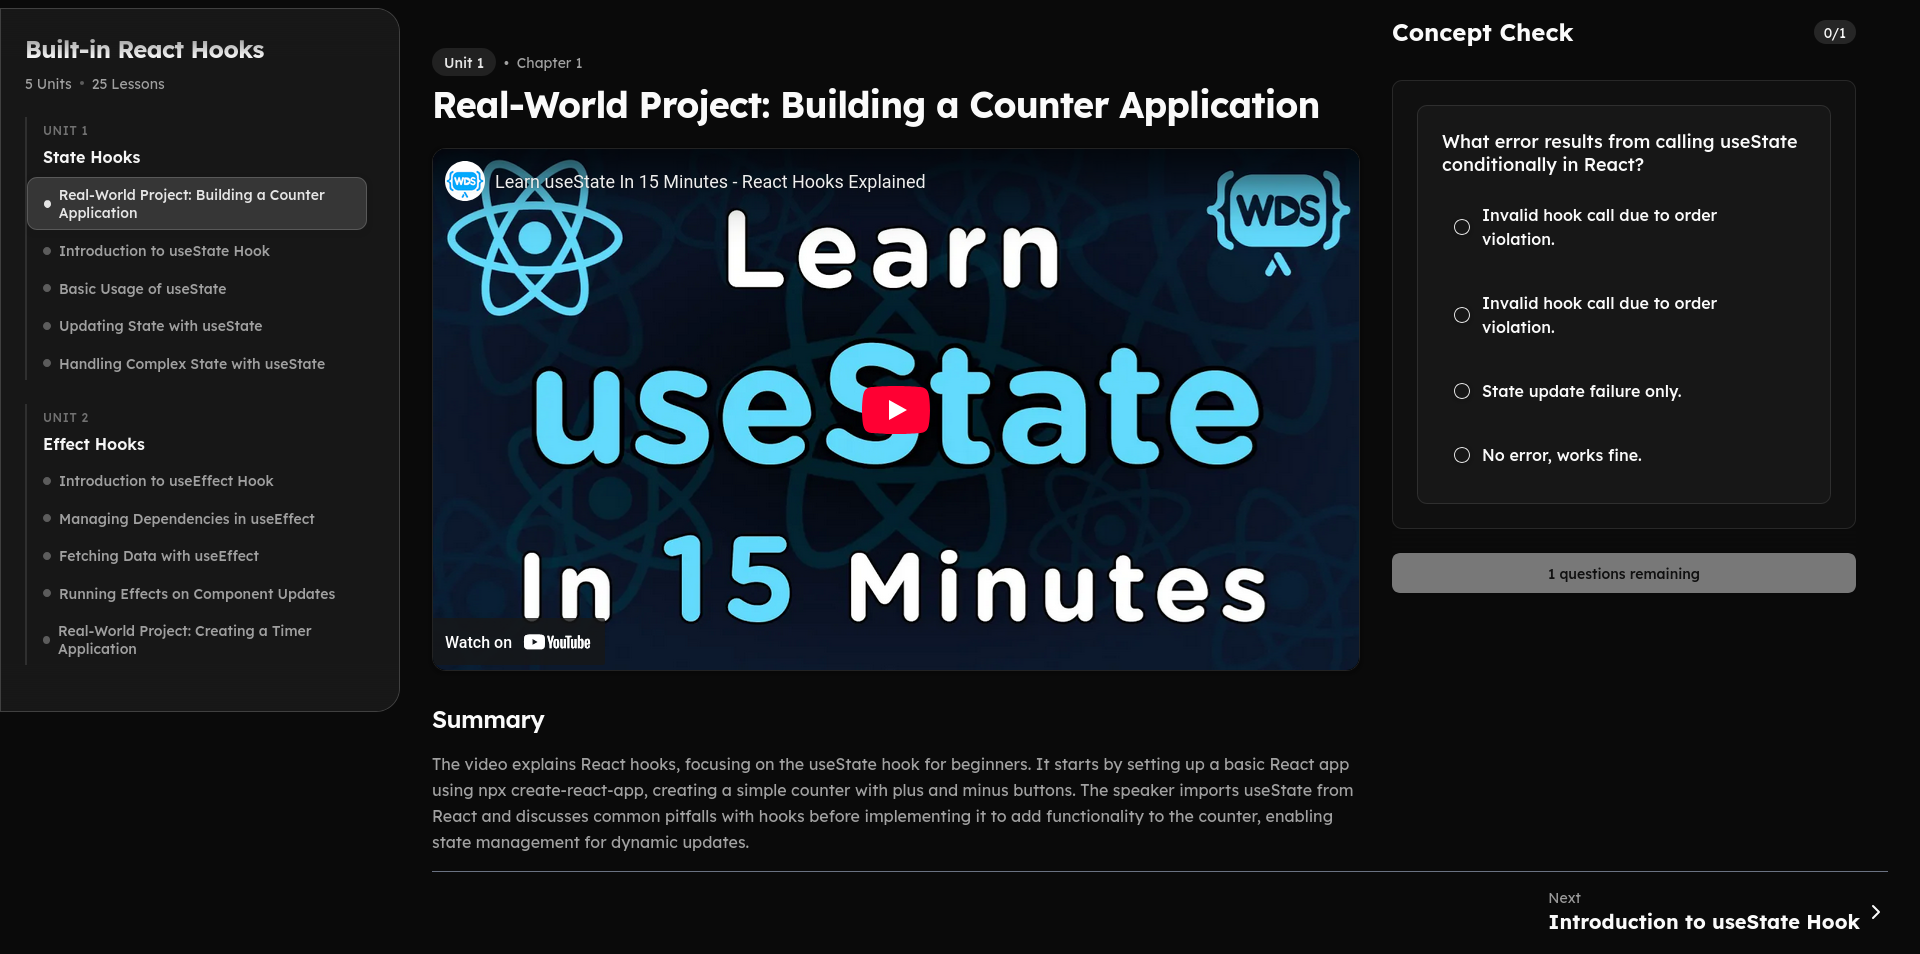 Built-in React Hooks
5 Units • 25 Lessons
UNIT 1
State Hooks
Real-World Project: Building a Counter
Application
Introduction to useState Hook
Basic Usage of useState
Updating State with useState
Handling Complex State with useState
UNIT 2
Effect Hooks
Introduction to useEffect Hook
Managing Dependencies in useEffect
Fetching Data with useEffect
Running Effects on Component Updates
Real-World Project: Creating a Timer
Application
Unit 1 • Chapter 1
Real-World Project: Building a Counter Application
WDS Learn useState In 15 Minutes - React Hooks Explained
WDS
Learn
useState
In 15 Minutes
Watch on YouTube
Summary
The video explains React hooks, focusing on the useState hook for beginners. It starts by setting up a basic React app
using npx create-react-app, creating a simple counter with plus and minus buttons. The speaker imports useState from
React and discusses common pitfalls with hooks before implementing it to add functionality to the counter, enabling
state management for dynamic updates.
Concept Check 0/1
What error results from calling useState
conditionally in React?
Invalid hook call due to order
violation.
Invalid hook call due to order
violation.
State update failure only.
No error, works fine.
1 questions remaining
Next
Introduction to useState Hook